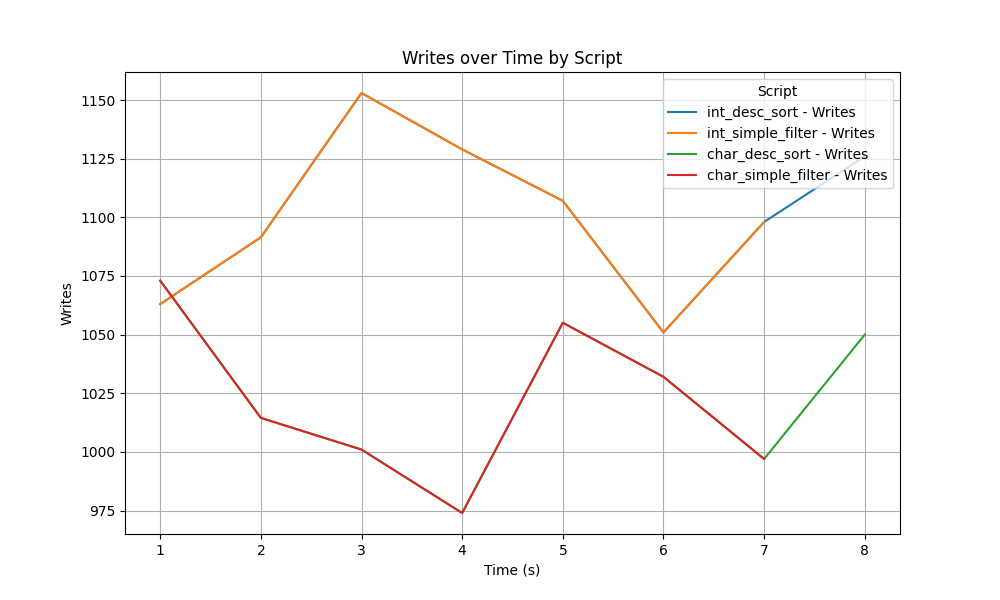 Writes over Time by Script
Script
int_desc_sort - Writes
int_simple_filter - Writes
char_desc_sort - Writes
char_simple_filter - Writes
Writes
1150
1125
1100
1075
1050
1025
1000
975
1 2 3 4 5 6 7 8
Time (s)